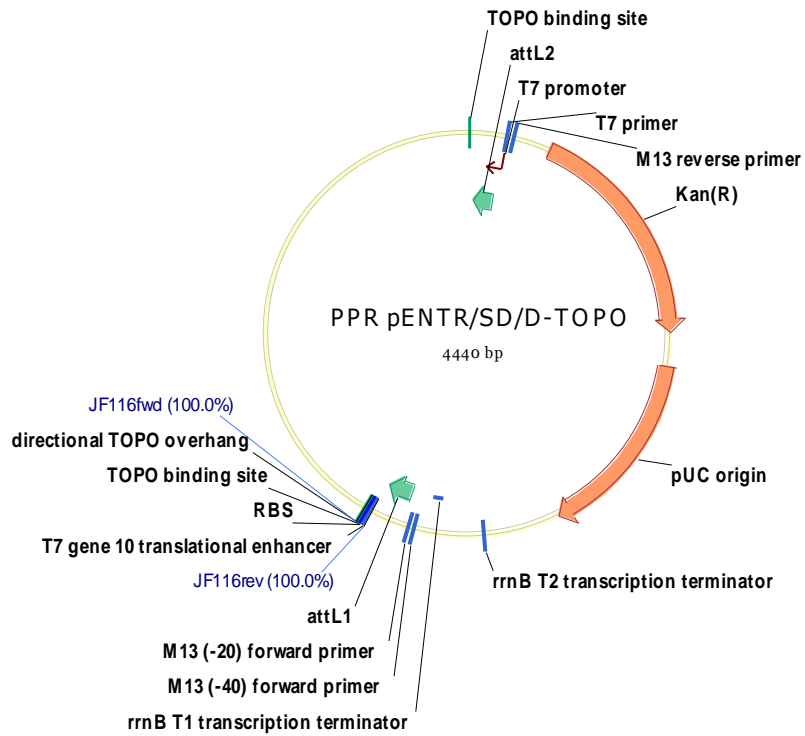 TOPO binding site
attL2
T7 promoter
T7 primer
M13 reverse primer
Kan(R)
PPR pENTR/SD/D-TOPO
4440 bp
JF116fwd (100.0%)
directional TOPO overhang
TOPO binding site
RBS
T7 gene 10 translational enhancer
JF116rev (100.0%)
attL1
M13 (-20) forward primer
M13 (-40) forward primer
rrnB T1 transcription terminator
pUC origin
rrnB T2 transcription terminator